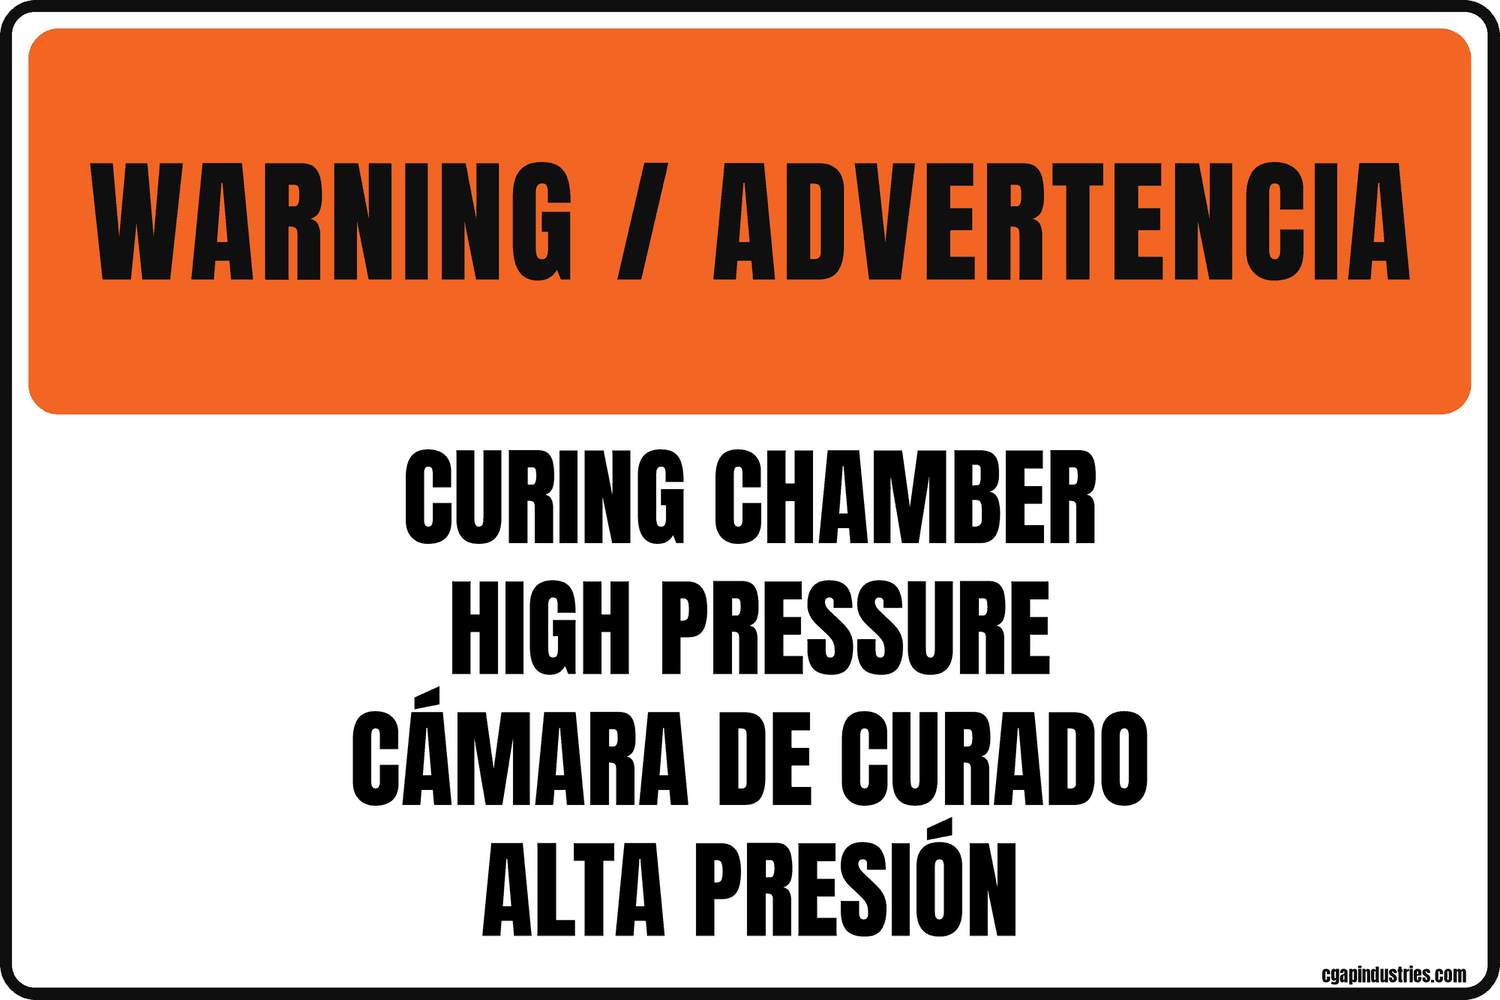 WARNING / ADVERTENCIA
CURING CHAMBER
HIGH PRESSURE
CÁMARA DE CURADO
ALTA PRESIÓN
cgapindustries.com